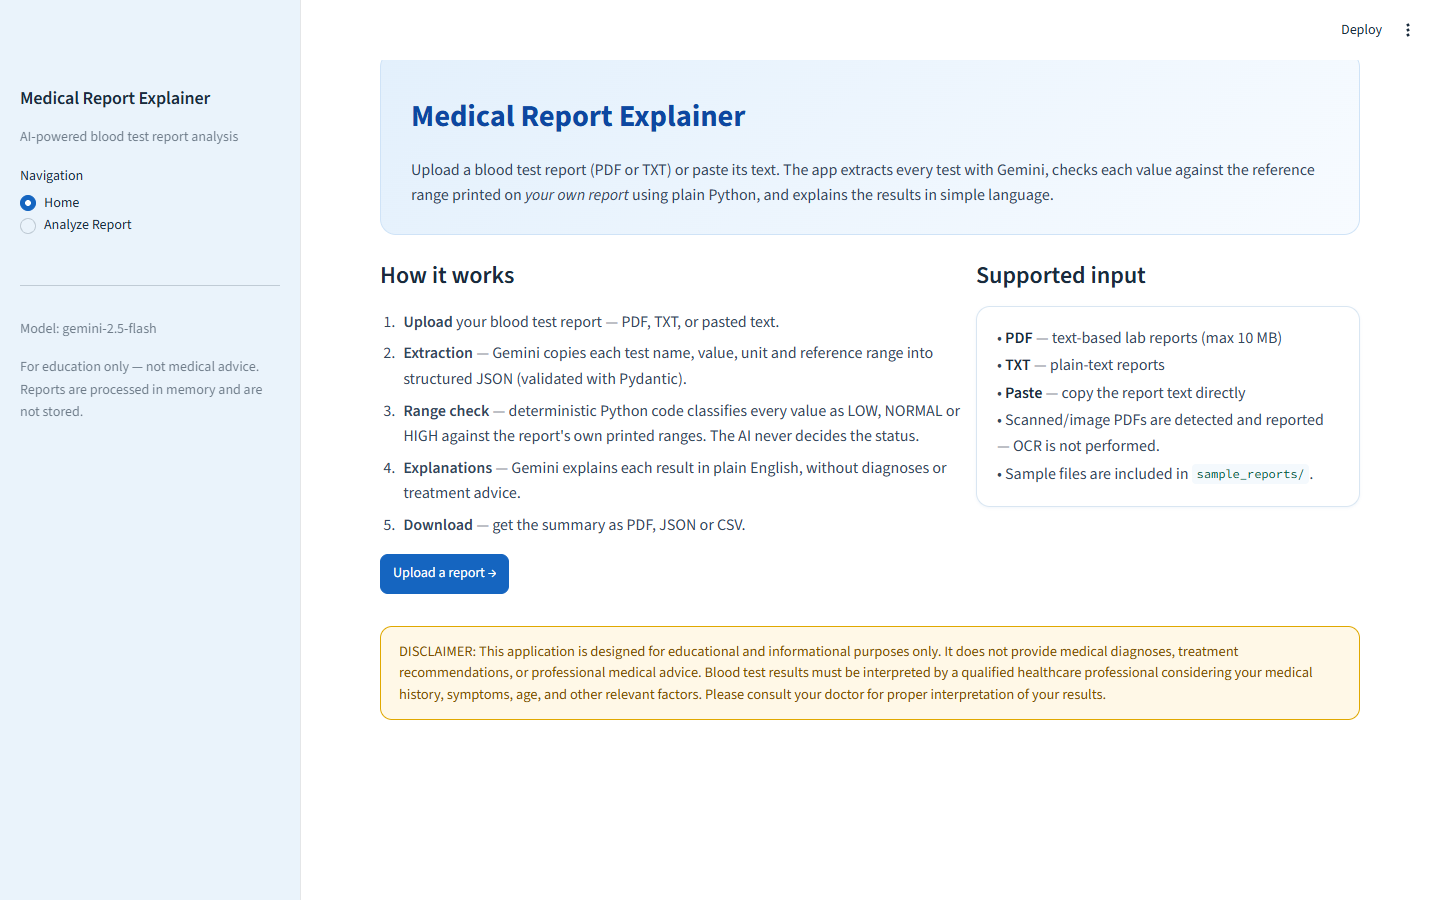 Deploy
Medical Report Explainer
AI-powered blood test report analysis
Navigation
Home
Analyze Report
Model: gemini-2.5-flash
For education only — not medical advice.
Reports are processed in memory and are
not stored.
Medical Report Explainer
Upload a blood test report (PDF or TXT) or paste its text. The app extracts every test with Gemini, checks each value against the reference
range printed on your own report using plain Python, and explains the results in simple language.
How it works
1. Upload your blood test report — PDF, TXT, or pasted text.
2. Extraction — Gemini copies each test name, value, unit and reference range into
structured JSON (validated with Pydantic).
3. Range check — deterministic Python code classifies every value as LOW, NORMAL or
HIGH against the report's own printed ranges. The AI never decides the status.
4. Explanations — Gemini explains each result in plain English, without diagnoses or
treatment advice.
5. Download — get the summary as PDF, JSON or CSV.
Upload a report →
Supported input
• PDF — text-based lab reports (max 10 MB)
• TXT — plain-text reports
• Paste — copy the report text directly
• Scanned/image PDFs are detected and reported
— OCR is not performed.
• Sample files are included in sample_reports/ .
DISCLAIMER: This application is designed for educational and informational purposes only. It does not provide medical diagnoses, treatment
recommendations, or professional medical advice. Blood test results must be interpreted by a qualified healthcare professional considering your medical
history, symptoms, age, and other relevant factors. Please consult your doctor for proper interpretation of your results.